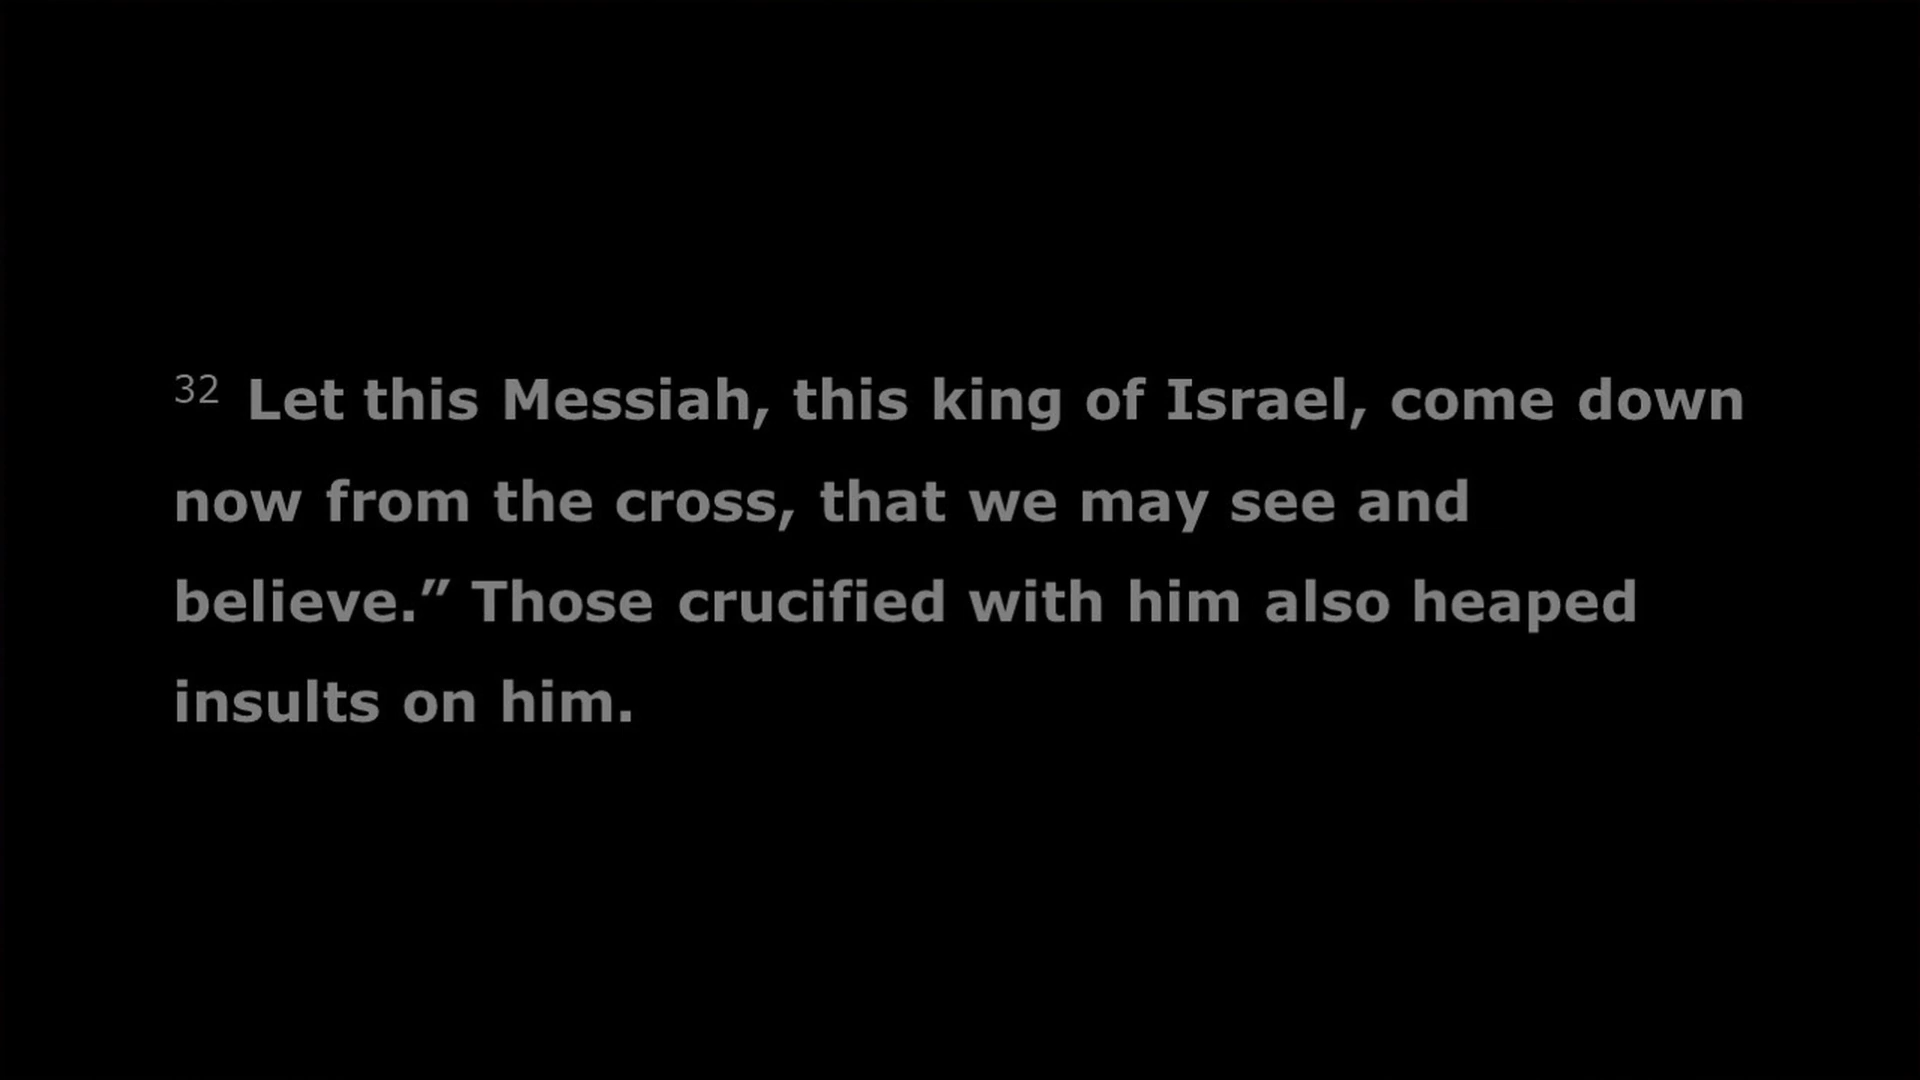 32 Let this Messiah, this king of Israel, come down
now from the cross, that we may see and
believe.” Those crucified with him also heaped
insults on him.